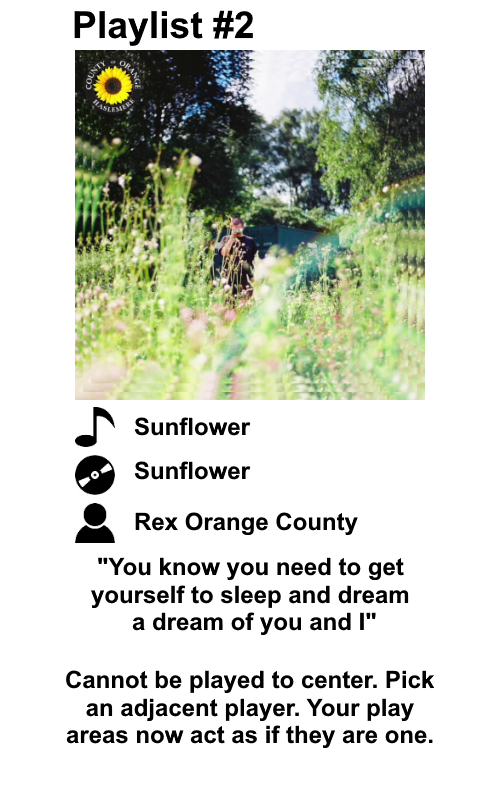 Playlist #2
COUNTY OF ORANGE
HASLEMERE
Sunflower
Sunflower
Rex Orange County
"You know you need to get
yourself to sleep and dream
a dream of you and I"
Cannot be played to center. Pick
an adjacent player. Your play
areas now act as if they are one.